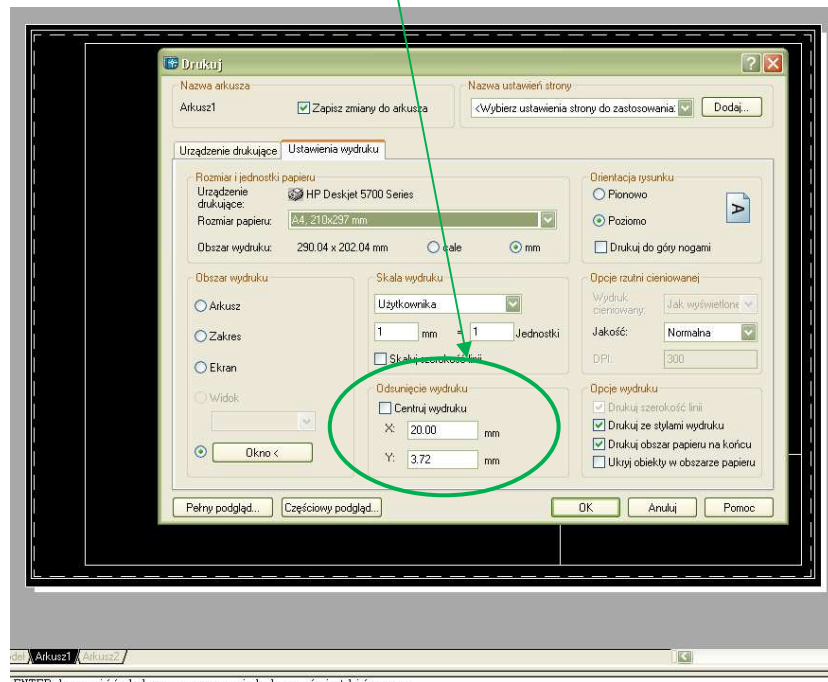 Drukuj
Nazwa arkusza
Arkusz1
Zapisz zmiany do arkusza
Nazwa ustawień strony
<Wybierz ustawienia strony do zastosowania:
Dodaj...
Urządzenie drukujące
Ustawienia wydruku
Rozmiar i jednostki papieru
Urządzenie drukujące:
HP Deskjet 5700 Series
Rozmiar papieru:
A4, 210x297 mm
Obszar wydruku:
290.04 x 202.04 mm
cale
mm
Orientacja rysunku
Pionowo
Poziomo
A
Drukuj do góry nogami
Obszar wydruku
Arkusz
Zakres
Ekran
Widok
Okno <
Skala wydruku
Użytkownika
1 mm = 1 Jednostki
Skaluj szerokość linii
Odsunięcie wydruku
Centruj wydruku
X: 20.00 mm
Y: 3.72 mm
Opcje rzutni cieniowanej
Wydruk cieniowany:
Jak wyświetlone
Jakość:
Normalna
DPI:
300
Opcje wydruku
Drukuj szerokość linii
Drukuj ze stylami wydruku
Drukuj obszar papieru na końcu
Ukryj obiekty w obszarze papieru
Pełny podgląd...
Częściowy podgląd...
OK
Anuluj
Pomoc
Arkusz1
Arkusz2